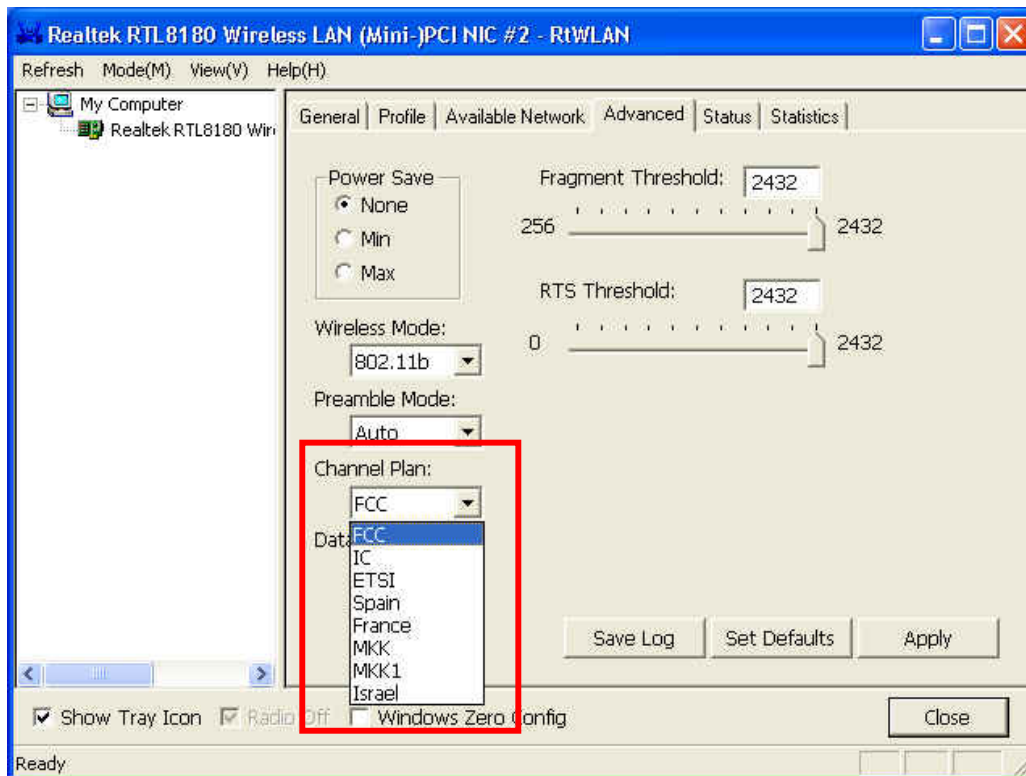 Realtek RTL8180 Wireless LAN (Mini-)PCI NIC #2 - RtWLAN
Refresh Mode(M) View(V) Help(H)
My Computer
Realtek RTL8180 Wir
General Profile Available Network Advanced Status Statistics
Power Save
None
Min
Max
Fragment Threshold: 2432
256 2432
RTS Threshold: 2432
0 2432
Wireless Mode:
802.11b
Preamble Mode:
Auto
Channel Plan:
FCC
Data
FCC
IC
ETSI
Spain
France
MKK
MKK1
Israel
Save Log Set Defaults Apply
Show Tray Icon Radio Off Windows Zero Config Close
Ready